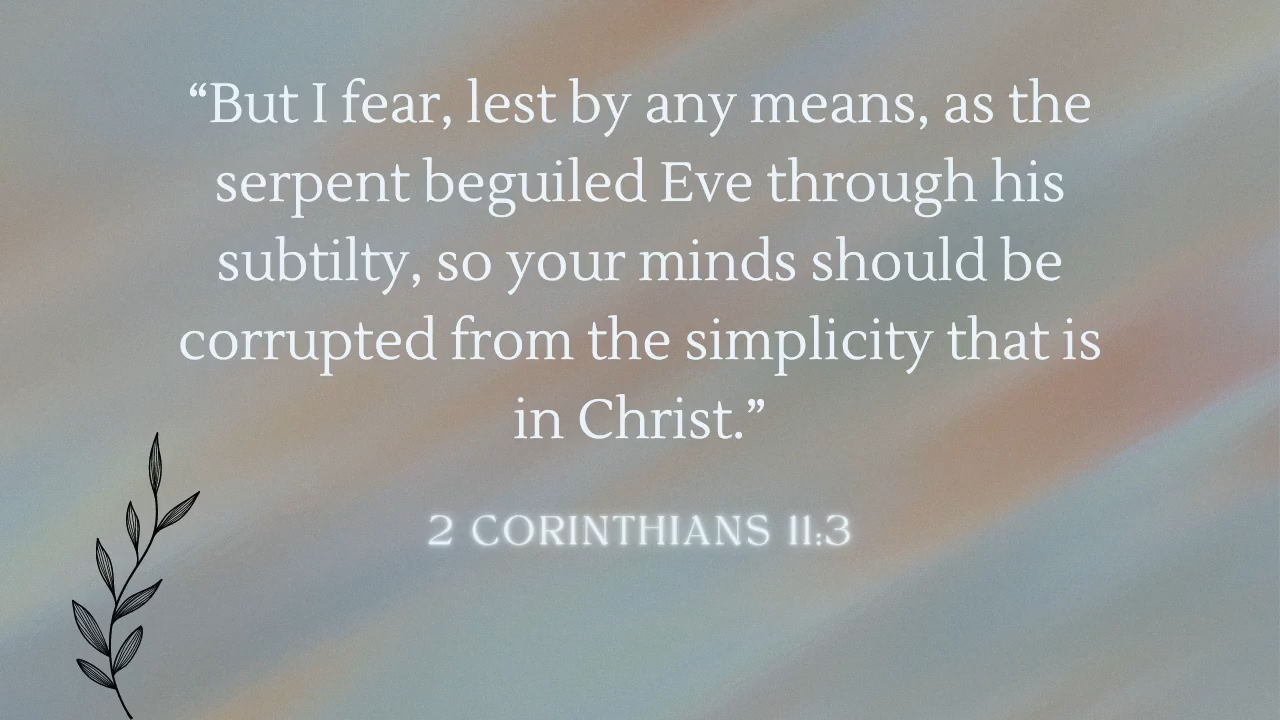 “But I fear, lest by any means, as the
serpent beguiled Eve through his
subtilty, so your minds should be
corrupted from the simplicity that is
in Christ.”
2 CORINTHIANS 11:3